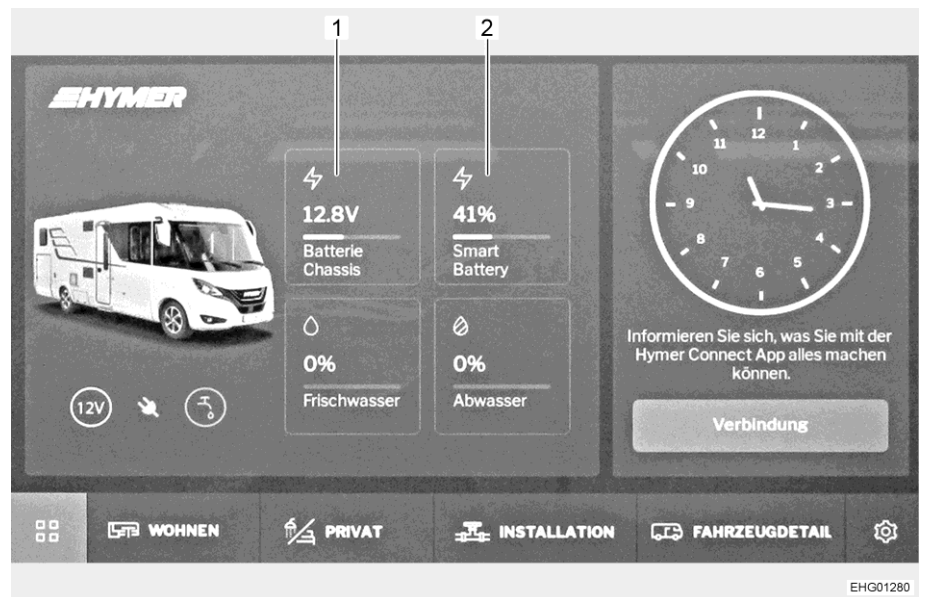 1
2
HYMER
12.8V
Batterie
Chassis
41%
Smart
Battery
0%
Frischwasser
0%
Abwasser
12V
12
1
2
3
4
5
6
7
8
9
10
11
Informieren Sie sich, was Sie mit der
Hymer Connect App alles machen
können.
Verbindung
WOHNEN
PRIVAT
INSTALLATION
FAHRZEUGDETAIL
EHG01280